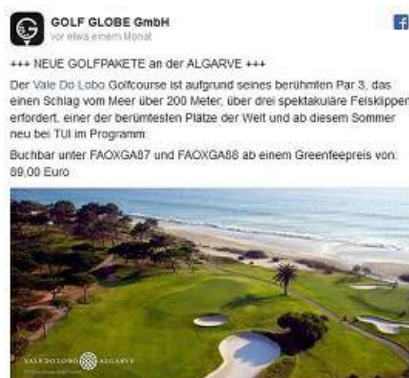 GOLF GLOBE GmbH
vor etwa einem Monat
+++ NEUE GOLFPAKETE an der ALGARVE +++
Der Vale Do Lobo Golfcourse ist aufgrund seines berühmten Par 3, das
einen Schlag vom Meer über 200 Meter, über drei spektakuläre Felsklippen
erfordert, einer der berümtesten Plätze der Welt und ab diesem Sommer
neu bei TUI im Programm:
Buchbar unter FAOXGA87 und FAOXGA88 ab einem Greenfeepreis von:
89,00 Euro
VALE DO LOBO ALGARVE